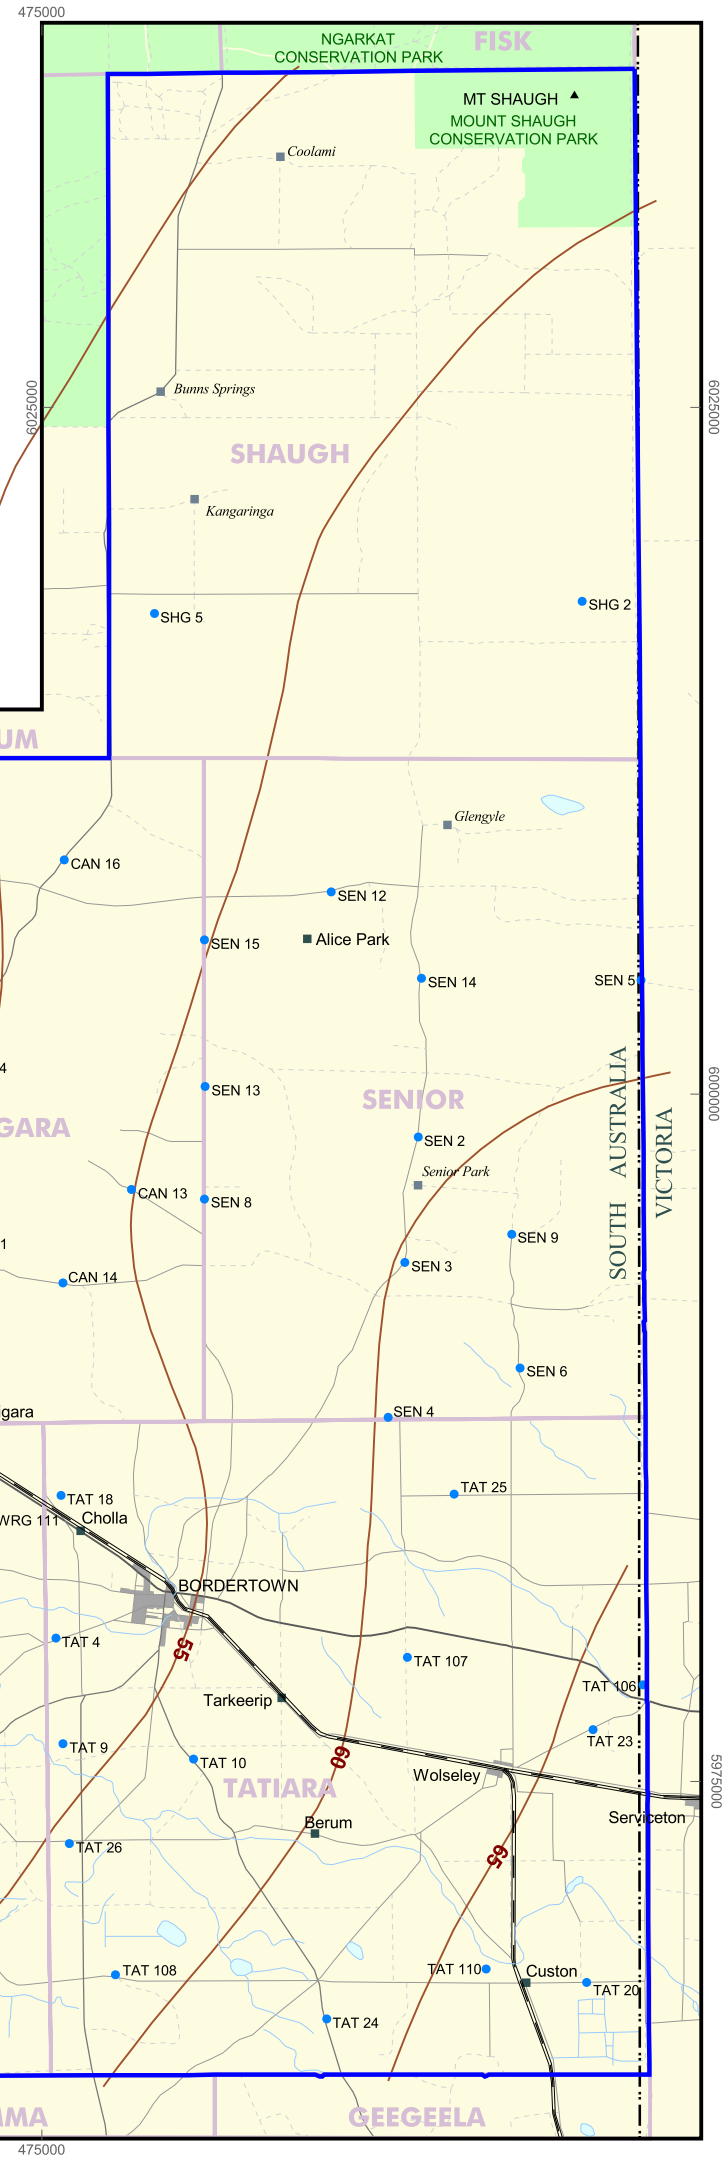 475000
NGARKAT
CONSERVATION PARK
FISK
MT SHAUGH
MOUNT SHAUGH
CONSERVATION PARK
Coolami
Bunns Springs
6025000
6025000
SHAUGH
Kangaringa
SHG 5
SHG 2
UM
Glengyle
CAN 16
SEN 12
SEN 15
Alice Park
SEN 14
SEN 5
4
SEN 13
SENIOR
SOUTH AUSTRALIA
VICTORIA
6000000
GARA
SEN 2
Senior Park
CAN 13
SEN 8
1
SEN 9
SEN 3
CAN 14
SEN 6
igara
SEN 4
TAT 25
TAT 18
WRG 111
Cholla
BORDERTOWN
TAT 4
55
TAT 107
TAT 106
Tarkeerip
TAT 9
TAT 23
TAT 10
60
Wolseley
5975000
TATIARA
Serviceton
Berum
TAT 26
65
TAT 108
TAT 110
Custon
TAT 20
TAT 24
MMA
GEEGEELA
475000